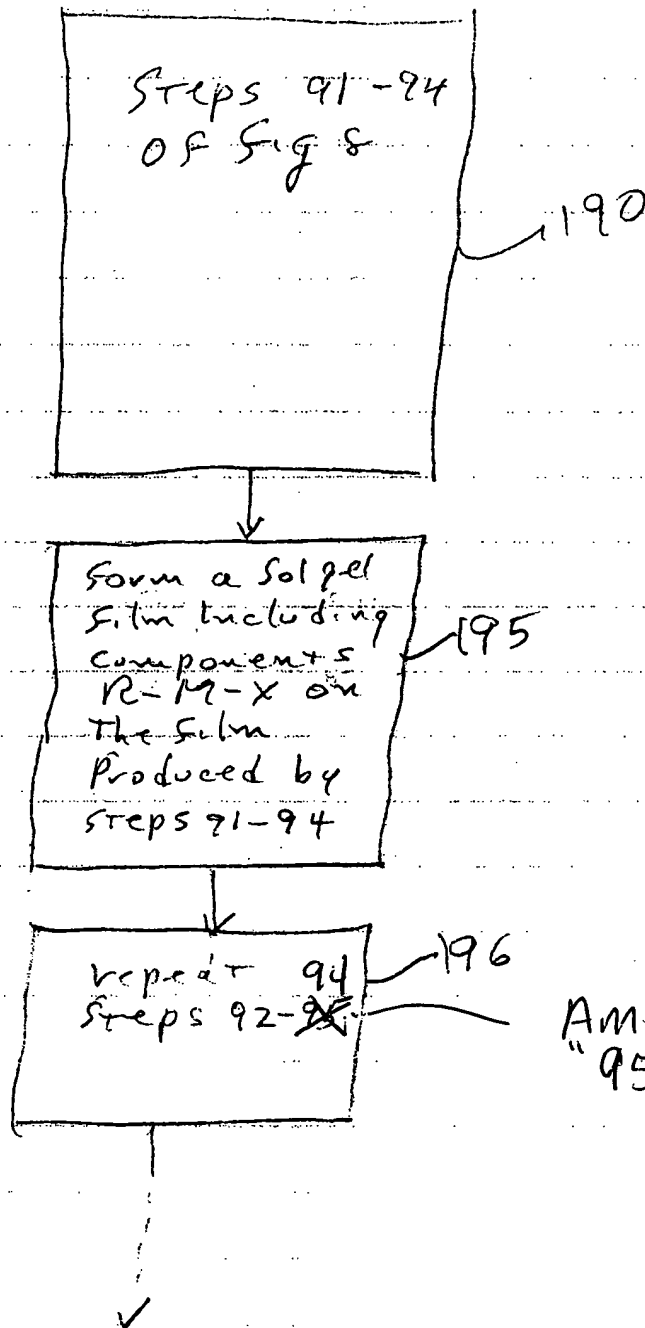 Steps 91-94
of Fig 8
190
Form a Solgel
Film Including
components
R-M-X on
The Film
Produced by
Steps 91-94
195
repeat 94
Steps 92-95
196
Am
"95